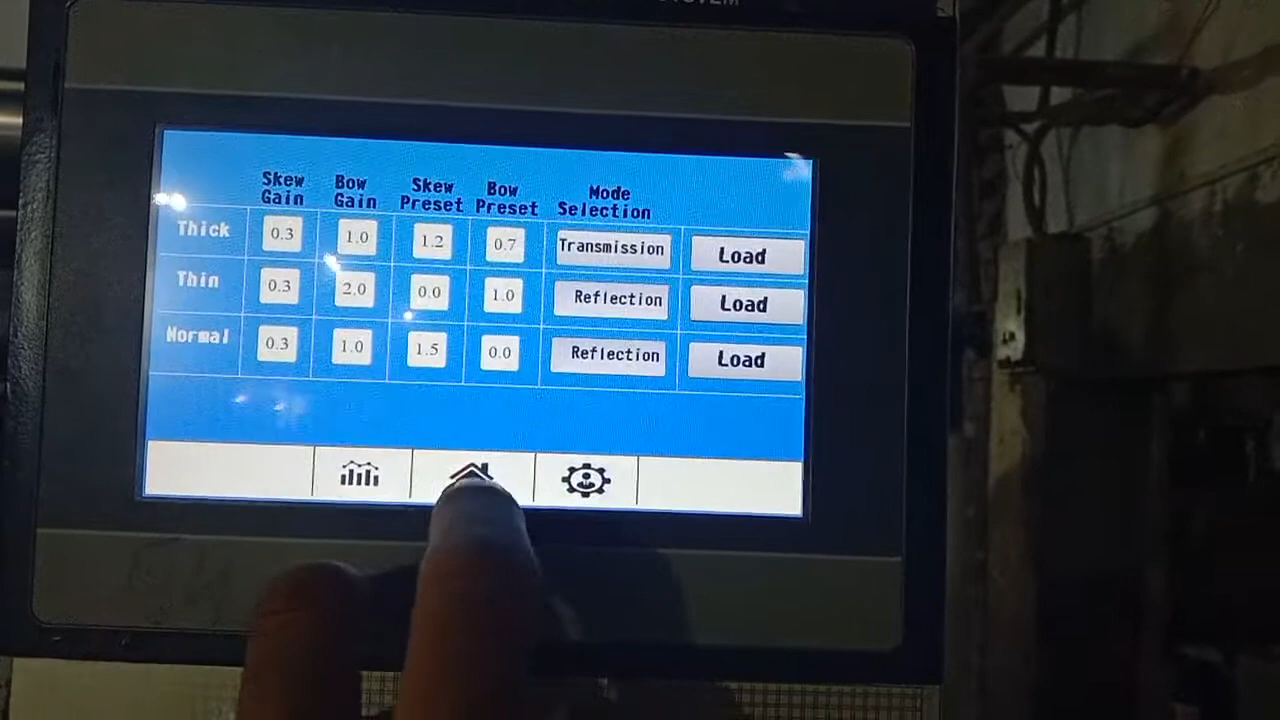 SYSTEM
Skew Gain Bow Gain Skew Preset Bow Preset Mode Selection
Thick 0.3 1.0 1.2 0.7 Transmission Load
Thin 0.3 2.0 0.0 1.0 Reflection Load
Normal 0.3 1.0 1.5 0.0 Reflection Load